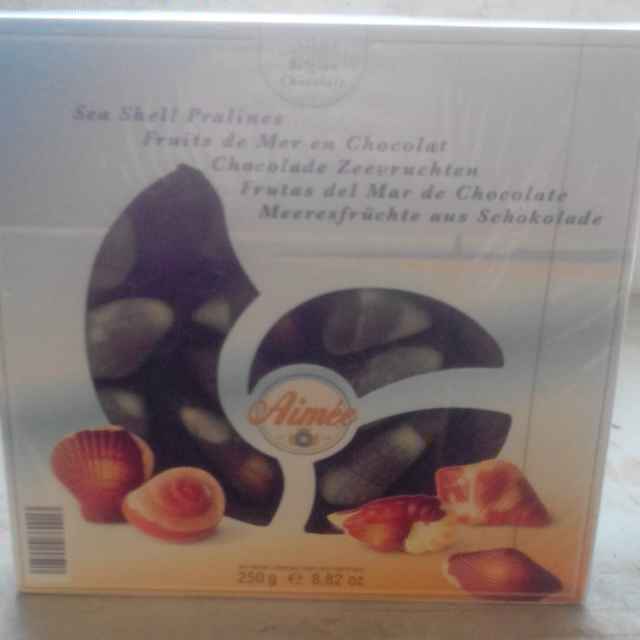 Belgian
Chocolate
Sea Shell Pralines
Fruits de Mer en Chocolat
Chocolade Zeevruchten
Frutas del Mar de Chocolate
Meeresfrüchte aus Schokolade
Aimée
250 g e 8.82 oz